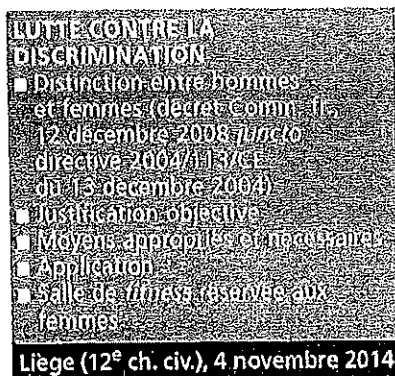 LUTTE CONTRE LA
DISCRIMINATION
■ Distinction entre hommes
et femmes (décret Comm. fr.,
12 décembre 2008 juncto
directive 2004/113/CE
du 13 décembre 2004)
■ Justification objective
■ Moyens appropriés et nécessaires
■ Application
■ Salle de fitness réservée aux
femmes
Liège (12e ch. civ.), 4 novembre 2014